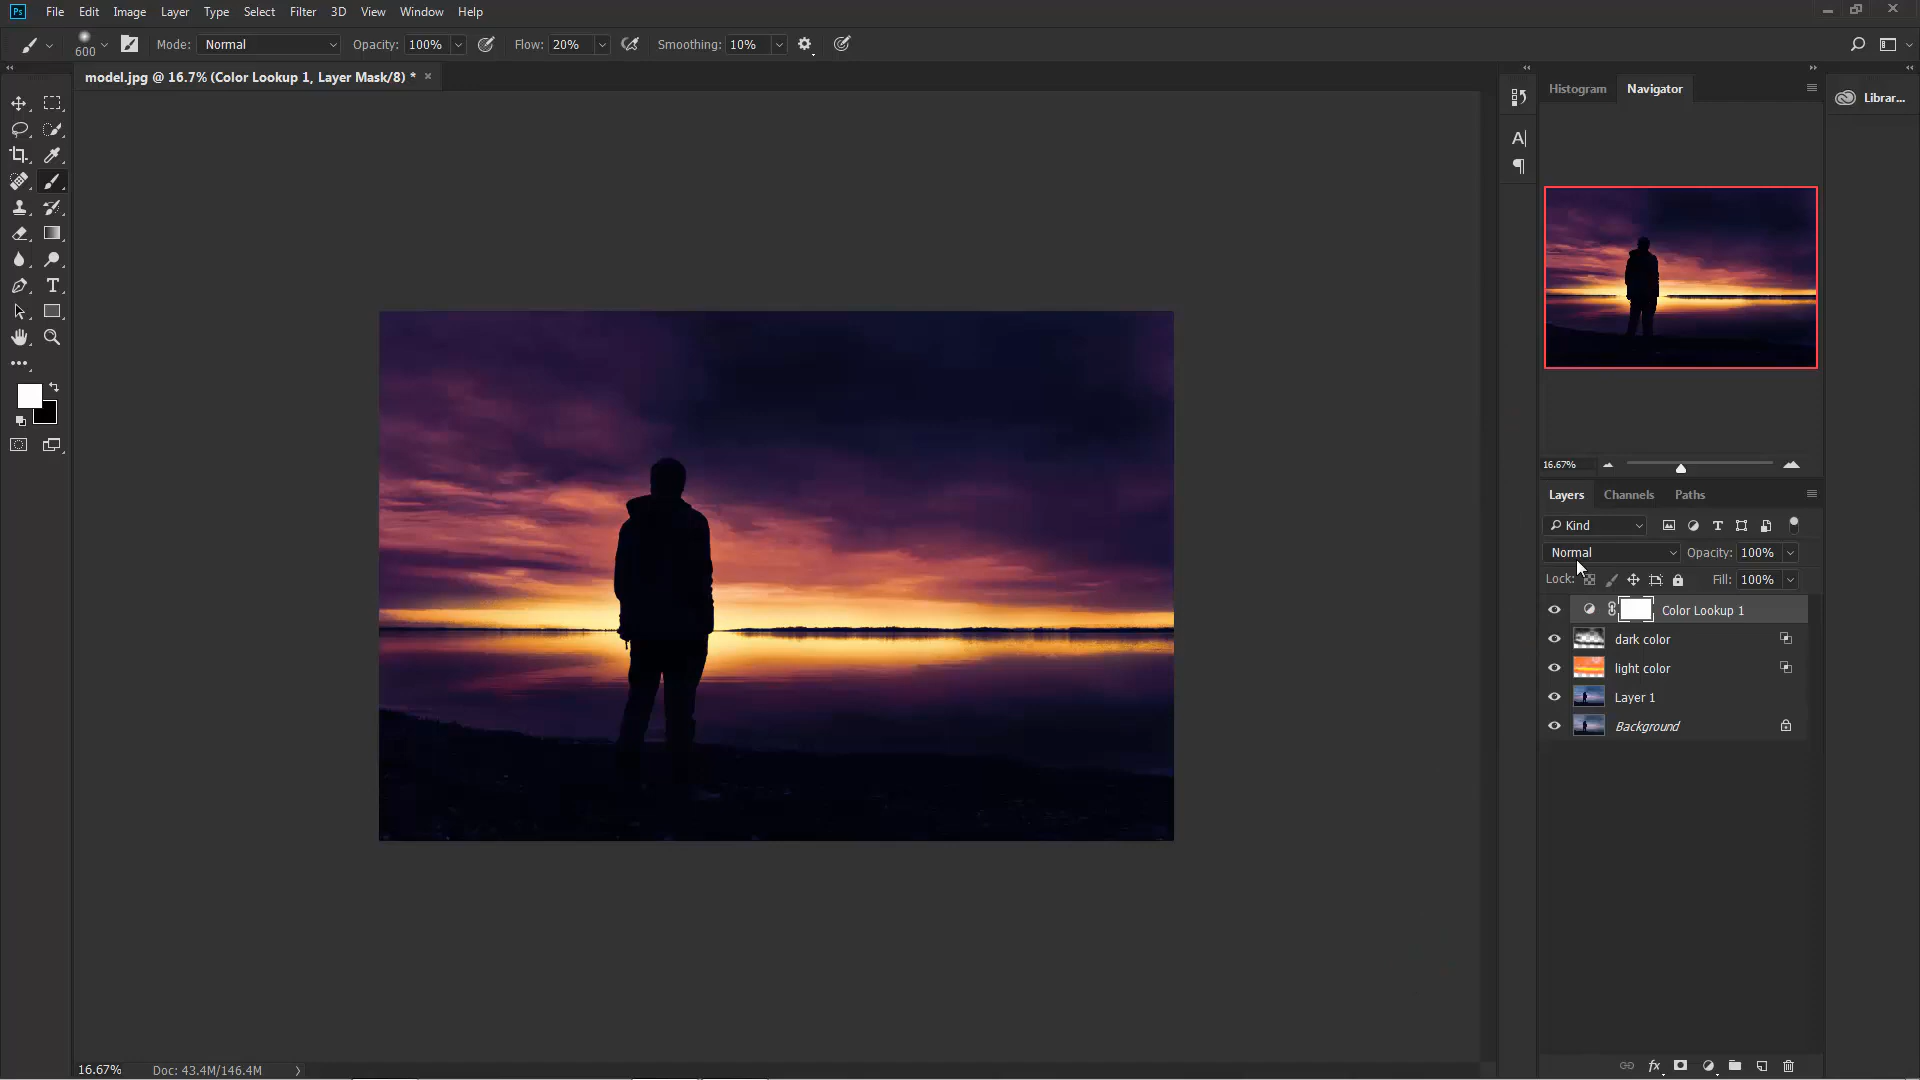 Ps File Edit Image Layer Type Select Filter 3D View Window Help
600 Mode: Normal Opacity: 100% Flow: 20% Smoothing: 10%
model.jpg @ 16.7% (Color Lookup 1, Layer Mask/8) * ×
Histogram Navigator
Librar...
A
¶
T
16.67%
Layers Channels Paths
Kind T
Normal Opacity: 100%
Lock: Fill: 100%
Color Lookup 1
dark color
light color
Layer 1
Background
fx
16.67% Doc: 43.4M/146.4M